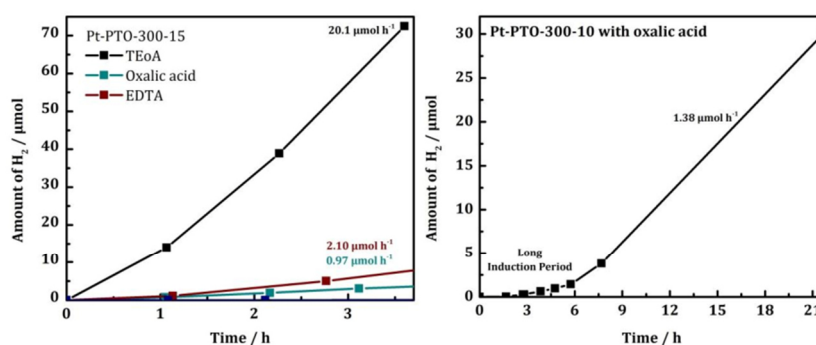 Pt-PTO-300-15
TEoA
Oxalic acid
EDTA
20.1 μmol h⁻¹
2.10 μmol h⁻¹
0.97 μmol h⁻¹
Amount of H₂ / μmol
70
60
50
40
30
20
10
0
0 1 2 3
Time / h
Pt-PTO-300-10 with oxalic acid
1.38 μmol h⁻¹
Long
Induction Period
Amount of H₂ / μmol
30
25
20
15
10
5
0
0 3 6 9 12 15 18 21
Time / h